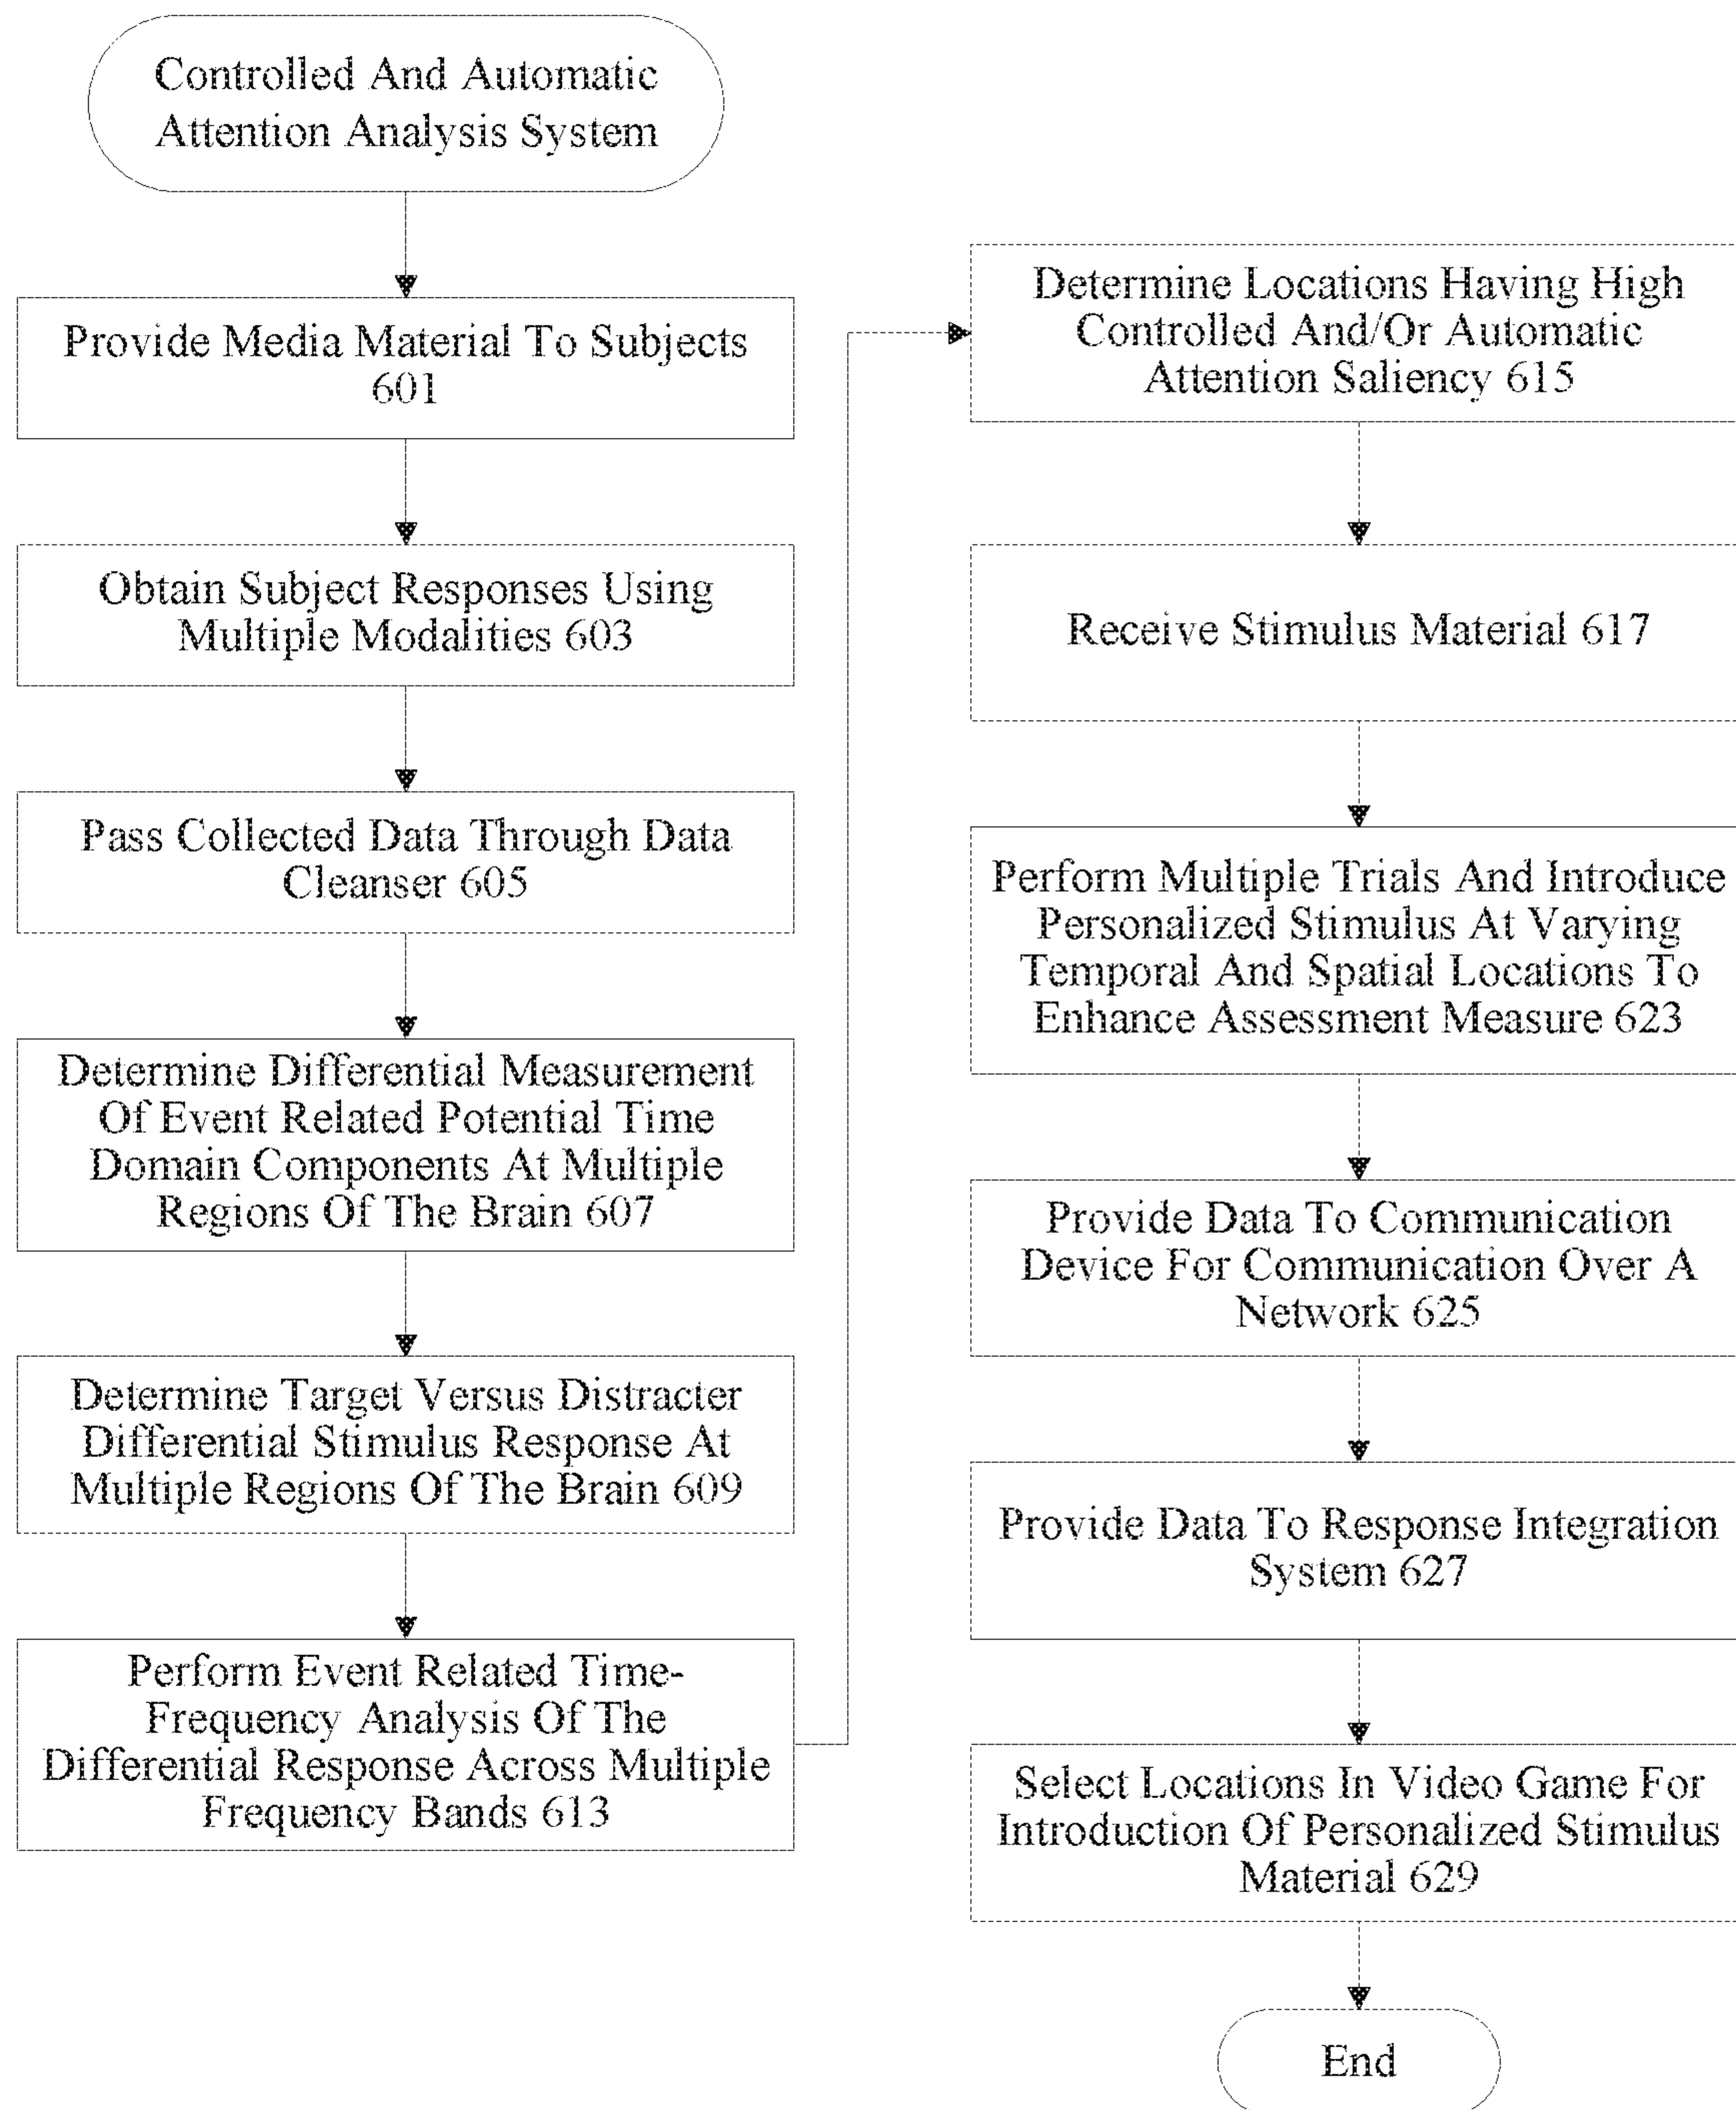 Controlled And Automatic
Attention Analysis System
Provide Media Material To Subjects
601
Obtain Subject Responses Using
Multiple Modalities 603
Pass Collected Data Through Data
Cleanser 605
Determine Differential Measurement
Of Event Related Potential Time
Domain Components At Multiple
Regions Of The Brain 607
Determine Target Versus Distracter
Differential Stimulus Response At
Multiple Regions Of The Brain 609
Perform Event Related Time-
Frequency Analysis Of The
Differential Response Across Multiple
Frequency Bands 613
Determine Locations Having High
Controlled And/Or Automatic
Attention Saliency 615
Receive Stimulus Material 617
Perform Multiple Trials And Introduce
Personalized Stimulus At Varying
Temporal And Spatial Locations To
Enhance Assessment Measure 623
Provide Data To Communication
Device For Communication Over A
Network 625
Provide Data To Response Integration
System 627
Select Locations In Video Game For
Introduction Of Personalized Stimulus
Material 629
End